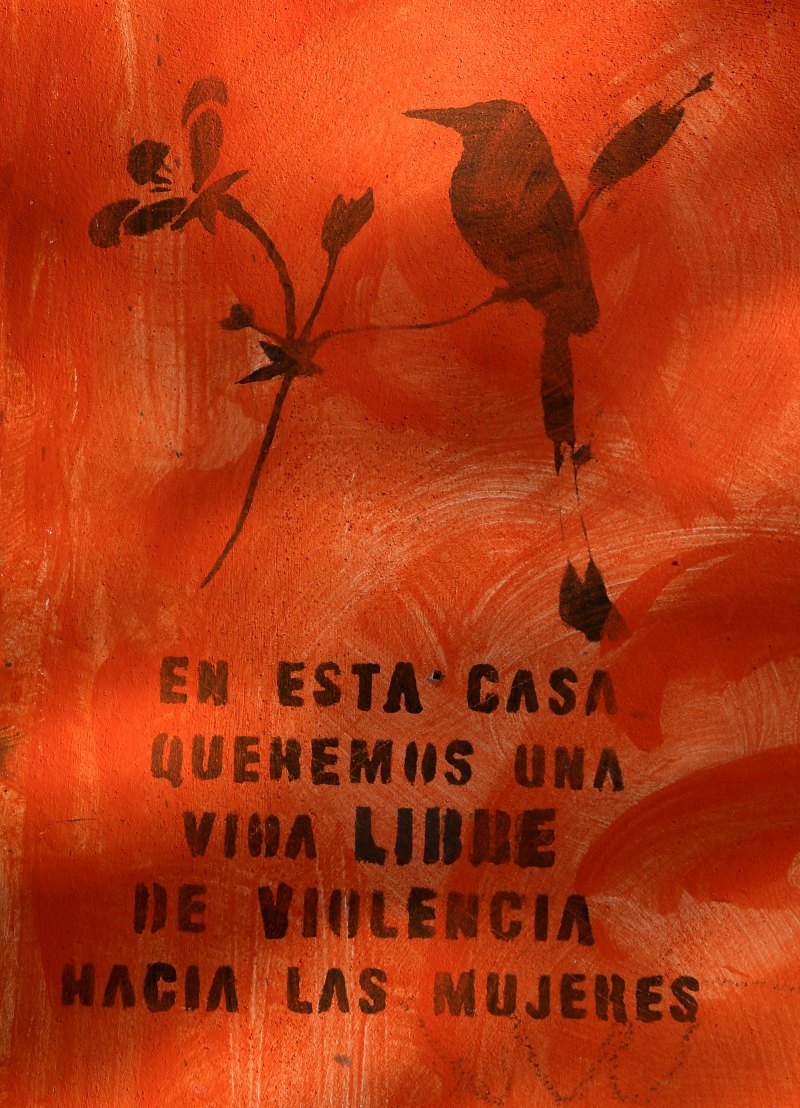 EN ESTA CASA
QUEREMOS UNA
VIDA LIBRE
DE VIOLENCIA
HACIA LAS MUJERES